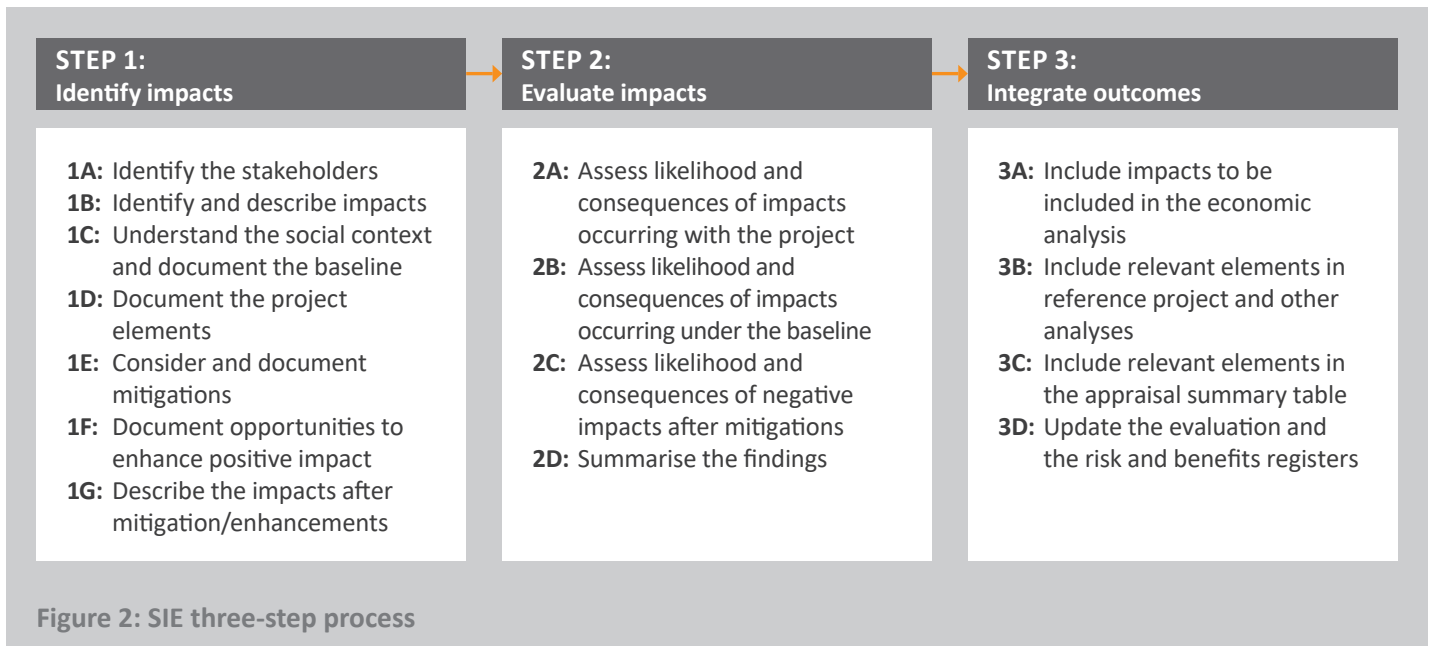 STEP 1:
Identify impacts
1A: Identify the stakeholders
1B: Identify and describe impacts
1C: Understand the social context
and document the baseline
1D: Document the project
elements
1E: Consider and document
mitigations
1F: Document opportunities to
enhance positive impact
1G: Describe the impacts after
mitigation/enhancements
STEP 2:
Evaluate impacts
2A: Assess likelihood and
consequences of impacts
occurring with the project
2B: Assess likelihood and
consequences of impacts
occurring under the baseline
2C: Assess likelihood and
consequences of negative
impacts after mitigations
2D: Summarise the findings
STEP 3:
Integrate outcomes
3A: Include impacts to be
included in the economic
analysis
3B: Include relevant elements in
reference project and other
analyses
3C: Include relevant elements in
the appraisal summary table
3D: Update the evaluation and
the risk and benefits registers
Figure 2: SIE three-step process